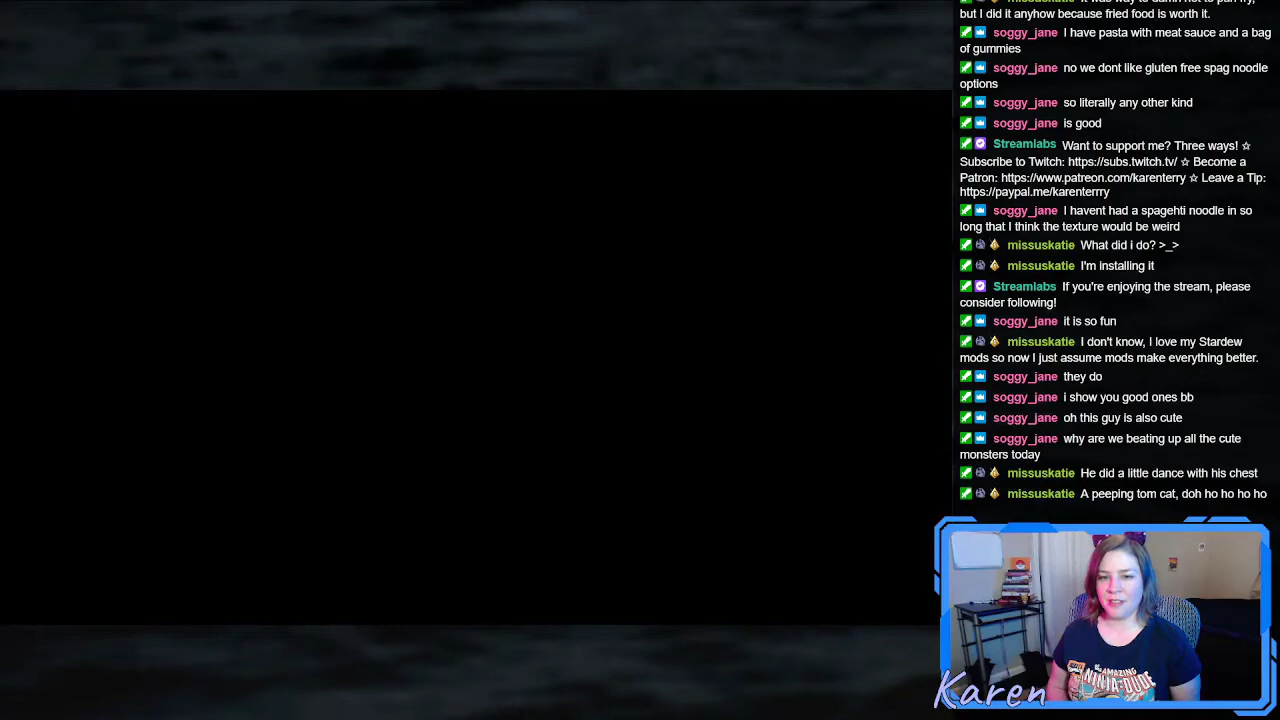 but I did it anyhow because fried food is worth it.
soggy_jane I have pasta with meat sauce and a bag
of gummies
soggy_jane no we dont like gluten free spag noodle
options
soggy_jane so literally any other kind
soggy_jane is good
Streamlabs Want to support me? Three ways! ☆
Subscribe to Twitch: https://subs.twitch.tv/ ☆ Become a
Patron: https://www.patreon.com/karenterry ☆ Leave a Tip:
https://paypal.me/karenterrry
soggy_jane I havent had a spagehti noodle in so
long that I think the texture would be weird
missuskatie What did i do? >_>
missuskatie I'm installing it
Streamlabs If you're enjoying the stream, please
consider following!
soggy_jane it is so fun
missuskatie I don't know, I love my Stardew
mods so now I just assume mods make everything better.
soggy_jane they do
soggy_jane i show you good ones bb
soggy_jane oh this guy is also cute
soggy_jane why are we beating up all the cute
monsters today
missuskatie He did a little dance with his chest
missuskatie A peeping tom cat, doh ho ho ho ho
AMAZING
NINJA-DUDE
Karen